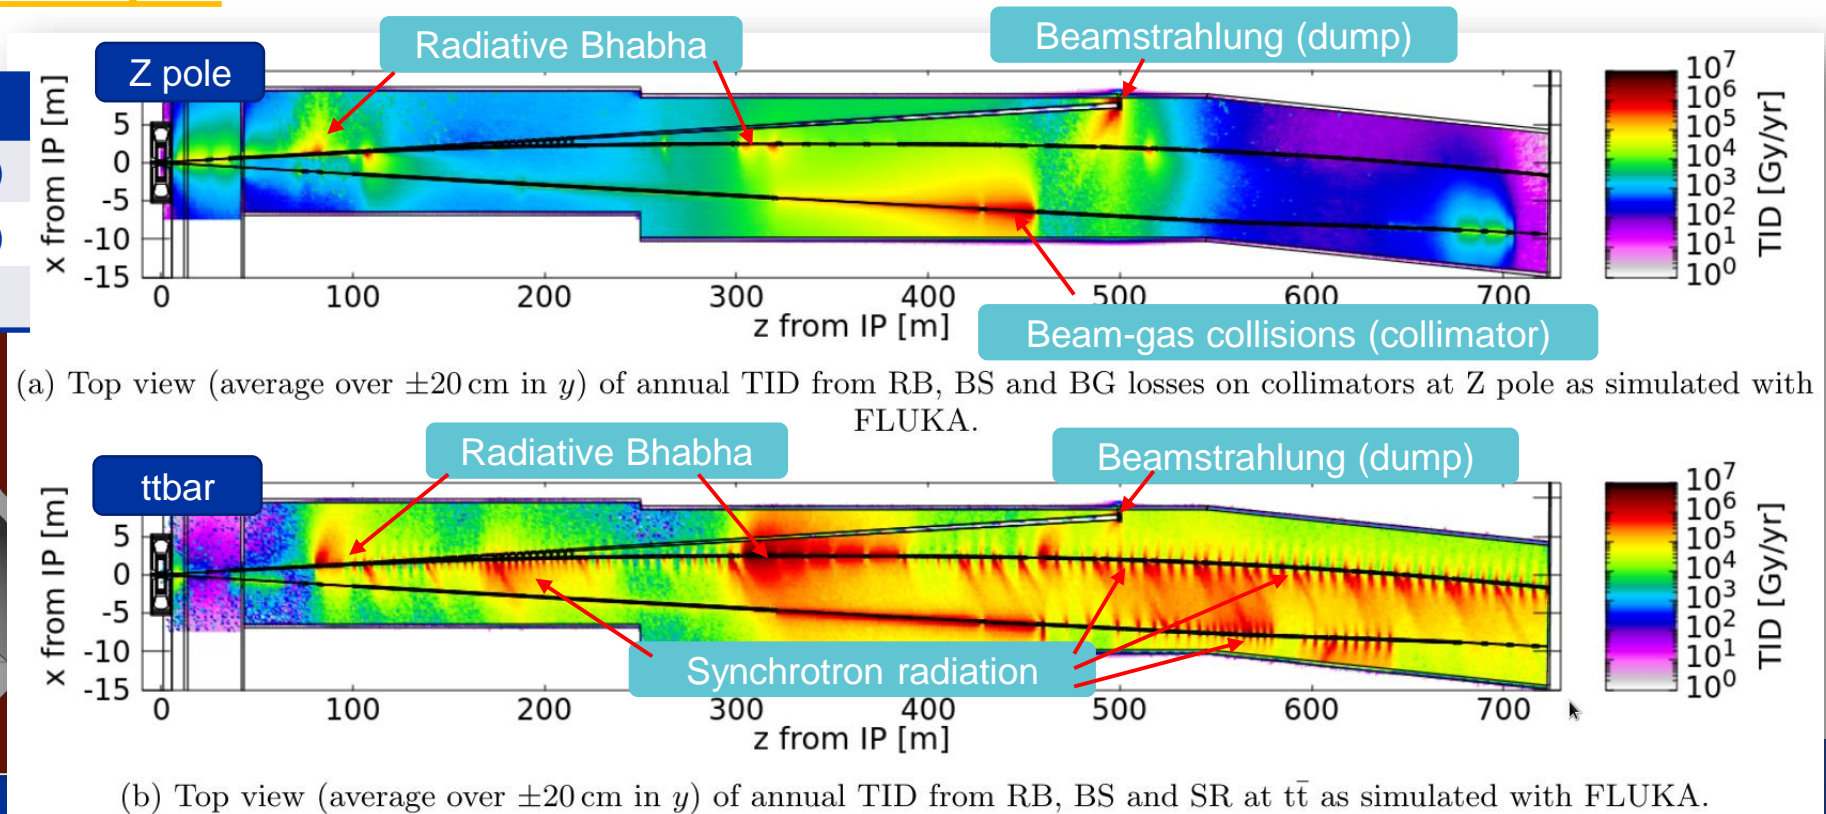 Radiative Bhabha
Beamstrahlung (dump)
Z pole
x from IP [m]
5
0
-5
-10
-15
0 100 200 300 400 500 600 700
z from IP [m]
Beam-gas collisions (collimator)
10⁷
10⁶
10⁵
10⁴
10³
10²
10¹
10⁰
TID [Gy/yr]
(a) Top view (average over ±20 cm in y) of annual TID from RB, BS and BG losses on collimators at Z pole as simulated with
FLUKA.
Radiative Bhabha
Beamstrahlung (dump)
ttbar
x from IP [m]
5
0
-5
-10
-15
Synchrotron radiation
0 100 200 300 400 500 600 700
z from IP [m]
10⁷
10⁶
10⁵
10⁴
10³
10²
10¹
10⁰
TID [Gy/yr]
(b) Top view (average over ±20 cm in y) of annual TID from RB, BS and SR at tt̄ as simulated with FLUKA.